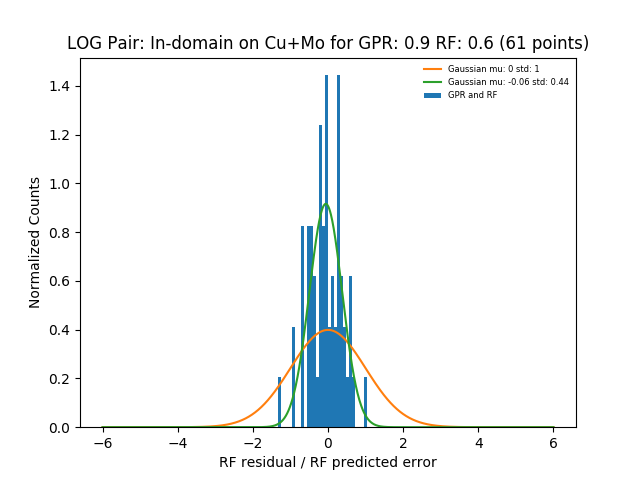 LOG Pair: In-domain on Cu+Mo for GPR: 0.9 RF: 0.6 (61 points)
Gaussian mu: 0 std: 1
Gaussian mu: -0.06 std: 0.44
GPR and RF
Normalized Counts
1.4
1.2
1.0
0.8
0.6
0.4
0.2
0.0
−6 −4 −2 0 2 4 6
RF residual / RF predicted error